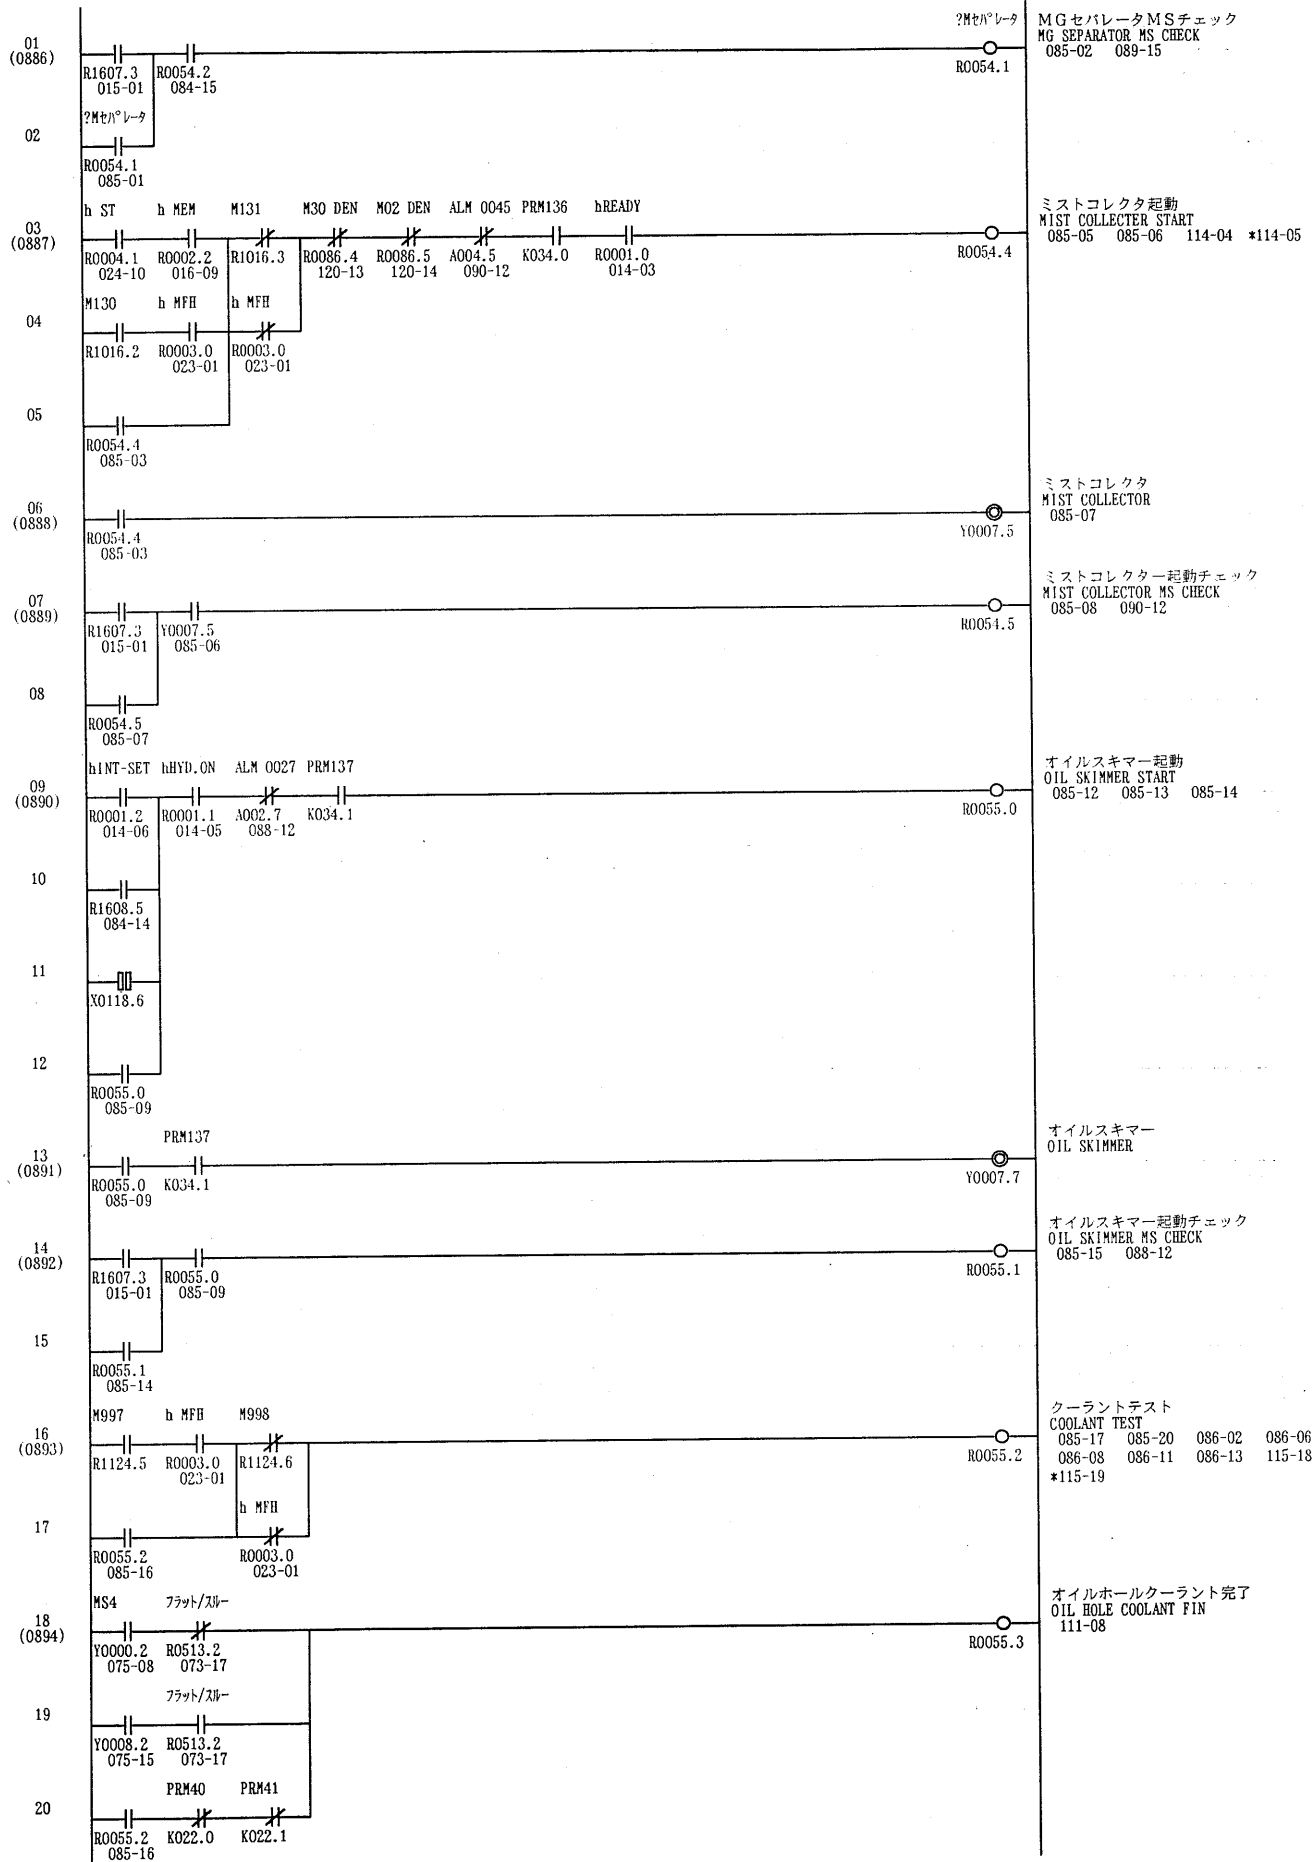 ?Mセパレータ MGセパレータMSチェック
01 MG SEPARATOR MS CHECK
(0886) 085-02 089-15
R1607.3 R0054.2 R0054.1
015-01 084-15
?Mセパレータ
02
R0054.1
085-01
h ST h MEM M131 M30 DEN M02 DEN ALM 0045 PRM136 hREADY ミストコレクタ起動
03 MIST COLLECTER START
(0887) 085-05 085-06 114-04 *114-05
R0004.1 R0002.2 R1016.3 R0086.4 R0086.5 A004.5 K034.0 R0001.0 R0054.4
024-10 016-09 120-13 120-14 090-12 014-03
M130 h MFH h MFH
04
R1016.2 R0003.0 R0003.0
023-01 023-01
05
R0054.4
085-03
ミストコレクタ
06 MIST COLLECTOR
(0888) 085-07
R0054.4 Y0007.5
085-03
ミストコレクター起動チェック
07 MIST COLLECTOR MS CHECK
(0889) 085-08 090-12
R1607.3 Y0007.5 R0054.5
015-01 085-06
08
R0054.5
085-07
hINT-SET hHYD.ON ALM 0027 PRM137 オイルスキマー起動
09 OIL SKIMMER START
(0890) 085-12 085-13 085-14
R0001.2 R0001.1 A002.7 K034.1 R0055.0
014-06 014-05 088-12
10
R1608.5
084-14
11
X0118.6
12
R0055.0
085-09
PRM137 オイルスキマー
13 OIL SKIMMER
(0891)
R0055.0 K034.1 Y0007.7
085-09
オイルスキマー起動チェック
14 OIL SKIMMER MS CHECK
(0892) 085-15 088-12
R1607.3 R0055.0 R0055.1
015-01 085-09
15
R0055.1
085-14
M997 h MFH M998 クーラントテスト
16 COOLANT TEST
(0893) 085-17 085-20 086-02 086-06
R1124.5 R0003.0 R1124.6 R0055.2 086-08 086-11 086-13 115-18
023-01 *115-19
h MFH
17
R0055.2 R0003.0
085-16 023-01
MS4 フラット/スルー オイルホールクーラント完了
18 OIL HOLE COOLANT FIN
(0894) 111-08
Y0000.2 R0513.2 R0055.3
075-08 073-17
フラット/スルー
19
Y0008.2 R0513.2
075-15 073-17
PRM40 PRM41
20
R0055.2 K022.0 K022.1
085-16